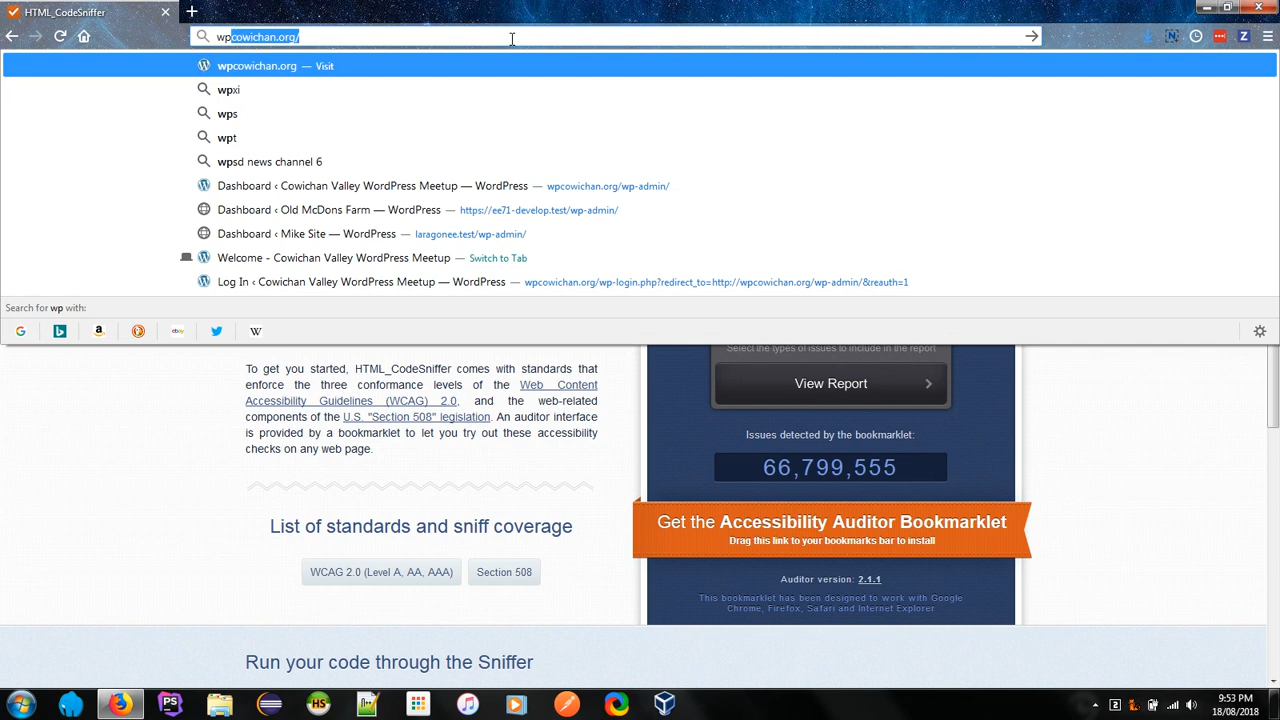 HTML_CodeSniffer
wpcowichan.org/
wpcowichan.org — Visit
wpxi
wps
wpt
wpsd news channel 6
Dashboard ‹ Cowichan Valley WordPress Meetup — WordPress — wpcowichan.org/wp-admin/
Dashboard ‹ Old McDons Farm — WordPress — https://ee71-develop.test/wp-admin/
Dashboard ‹ Mike Site — WordPress — laragonee.test/wp-admin/
Welcome - Cowichan Valley WordPress Meetup — Switch to Tab
Log In ‹ Cowichan Valley WordPress Meetup — WordPress — wpcowichan.org/wp-login.php?redirect_to=http://wpcowichan.org/wp-admin/&reauth=1
Search for wp with:
Select the types of issues to include in the report
View Report
Issues detected by the bookmarklet:
66,799,555
Get the Accessibility Auditor Bookmarklet
Drag this link to your bookmarks bar to install
Auditor version: 2.1.1
This bookmarklet has been designed to work with Google
Chrome, Firefox, Safari and Internet Explorer
To get you started, HTML_CodeSniffer comes with standards that
enforce the three conformance levels of the Web Content
Accessibility Guidelines (WCAG) 2.0, and the web-related
components of the U.S. "Section 508" legislation. An auditor interface
is provided by a bookmarklet to let you try out these accessibility
checks on any web page.
List of standards and sniff coverage
WCAG 2.0 (Level A, AA, AAA) Section 508
Run your code through the Sniffer
9:53 PM
18/08/2018